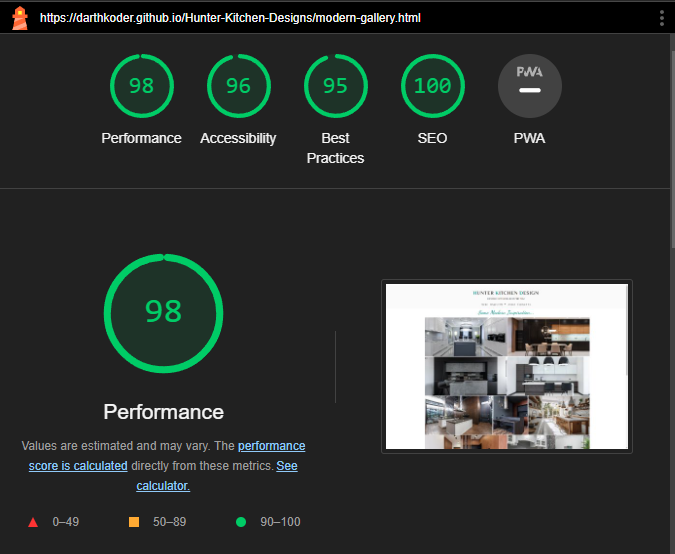 https://darthkoder.github.io/Hunter-Kitchen-Designs/modern-gallery.html
98
96
95
100
PWA
Performance
Accessibility
Best
Practices
SEO
PWA
98
HUNTER KITCHEN DESIGN
Some Modern Inspiration...
Performance
Values are estimated and may vary. The performance
score is calculated directly from these metrics. See
calculator.
0–49
50–89
90–100